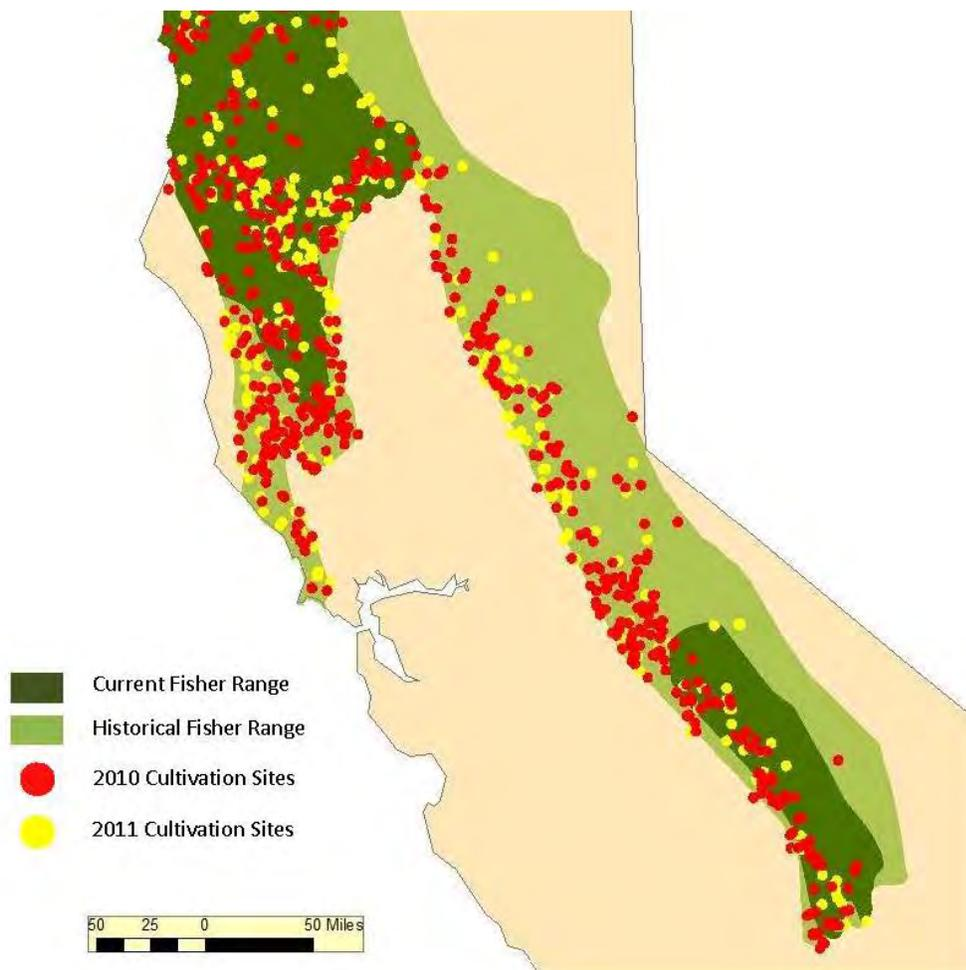 Current Fisher Range
Historical Fisher Range
2010 Cultivation Sites
2011 Cultivation Sites
50 25 0 50 Miles